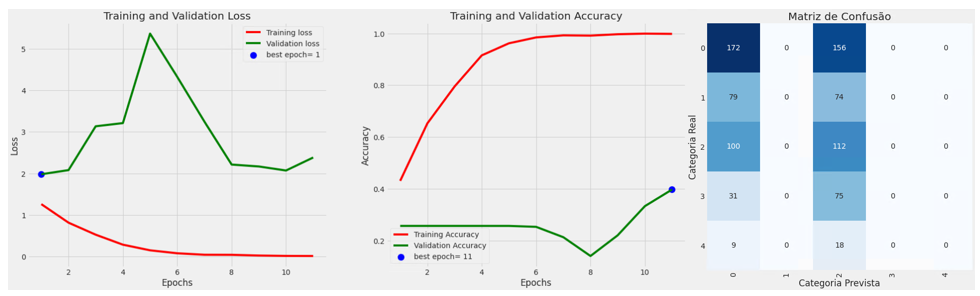 Training and Validation Loss
Training loss
Validation loss
best epoch= 1
5
4
3
2
1
0
Loss
2 4 6 8 10
Epochs
Training and Validation Accuracy
1.0
0.8
0.6
0.4
0.2
Accuracy
Training Accuracy
Validation Accuracy
best epoch= 11
2 4 6 8 10
Epochs
Matriz de Confusão
Categoria Real
0 172 0 156 0 0
1 79 0 74 0 0
2 100 0 112 0 0
3 31 0 75 0 0
4 9 0 18 0 0
0 1 2 3 4
Categoria Prevista